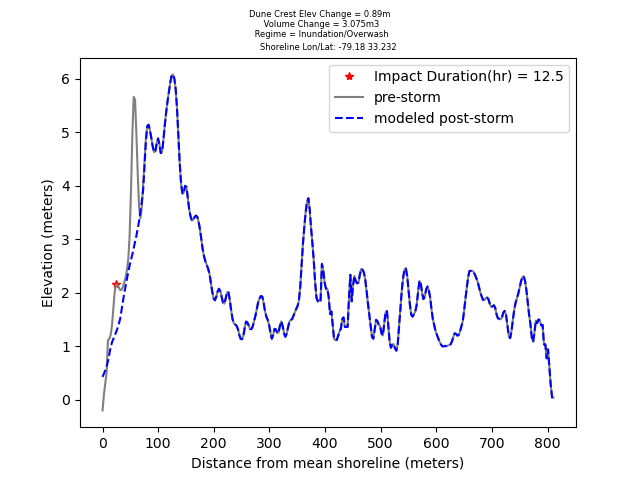 Dune Crest Elev Change = 0.89m
Volume Change = 3.075m3
Regime = Inundation/Overwash
Shoreline Lon/Lat: -79.18 33.232
Impact Duration(hr) = 12.5
pre-storm
modeled post-storm
Elevation (meters)
6
5
4
3
2
1
0
0 100 200 300 400 500 600 700 800
Distance from mean shoreline (meters)